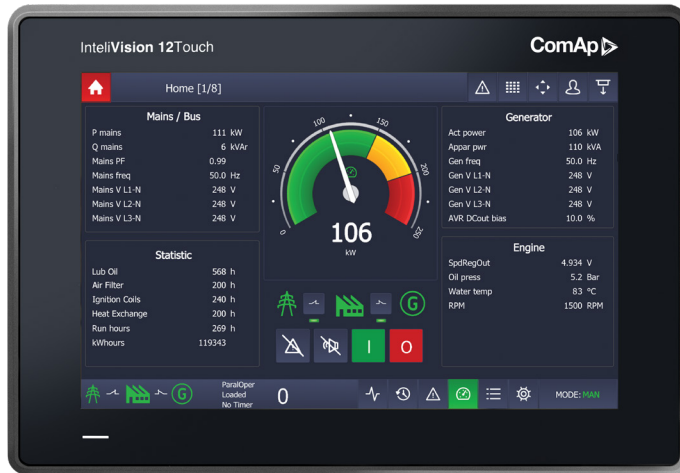 InteliVision 12Touch
ComAp
Home [1/8]
Mains / Bus
P mains 111 kW
Q mains 6 kVAr
Mains PF 0.99
Mains freq 50.0 Hz
Mains V L1-N 248 V
Mains V L2-N 248 V
Mains V L3-N 248 V
Statistic
Lub Oil 568 h
Air Filter 200 h
Ignition Coils 240 h
Heat Exchange 200 h
Run hours 269 h
kWhours 119343
0
50
100
150
200
250
106
kW
G
I O
Generator
Act power 106 kW
Appar pwr 110 kVA
Gen freq 50.0 Hz
Gen V L1-N 248 V
Gen V L2-N 248 V
Gen V L3-N 248 V
AVR DCout bias 10.0 %
Engine
SpdRegOut 4.934 V
Oil press 5.2 Bar
Water temp 83 °C
RPM 1500 RPM
G
ParalOper
Loaded
No Timer
0
MODE: MAN